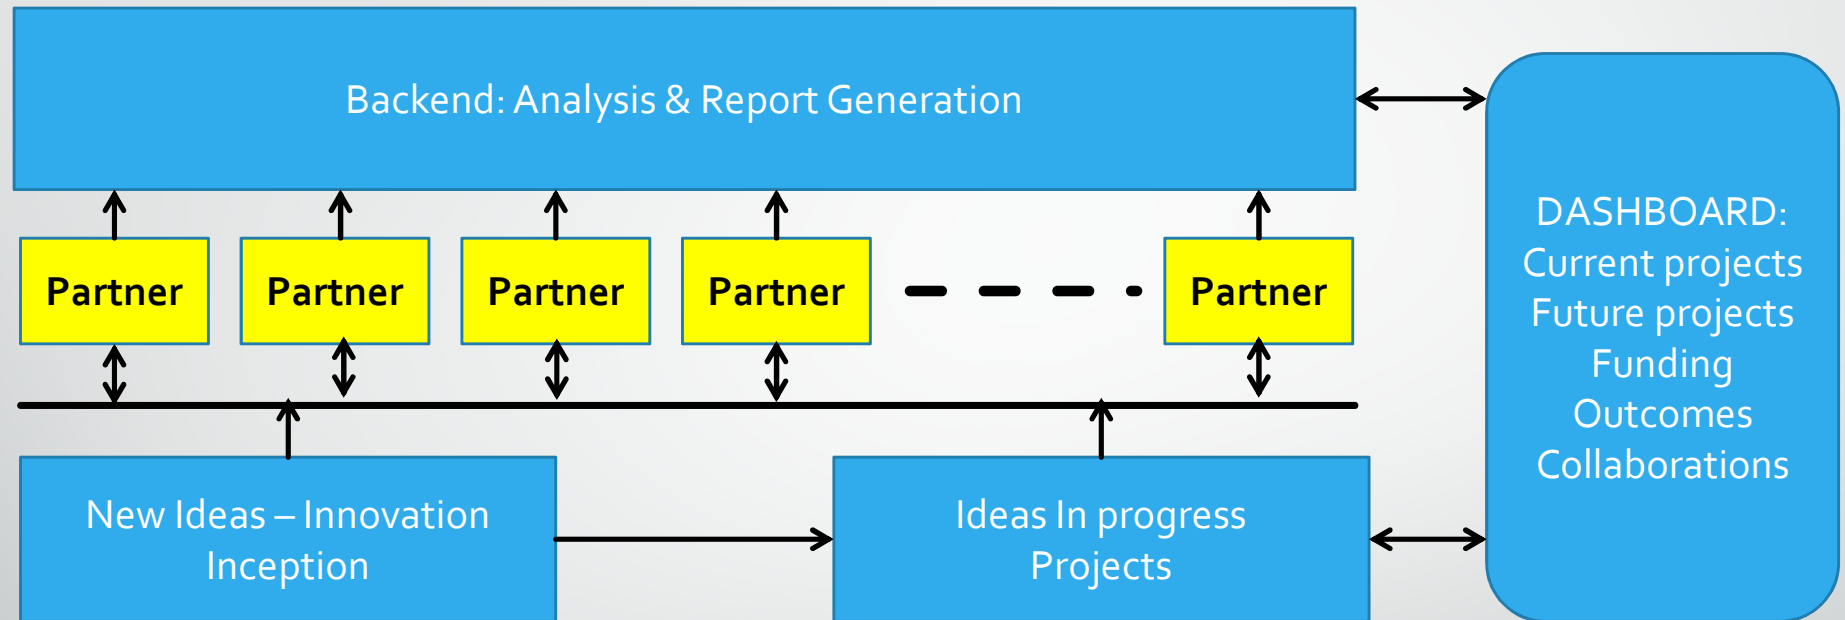 Backend: Analysis & Report Generation
Partner
Partner
Partner
Partner
Partner
DASHBOARD:
Current projects
Future projects
Funding
Outcomes
Collaborations
New Ideas – Innovation
Inception
Ideas In progress
Projects